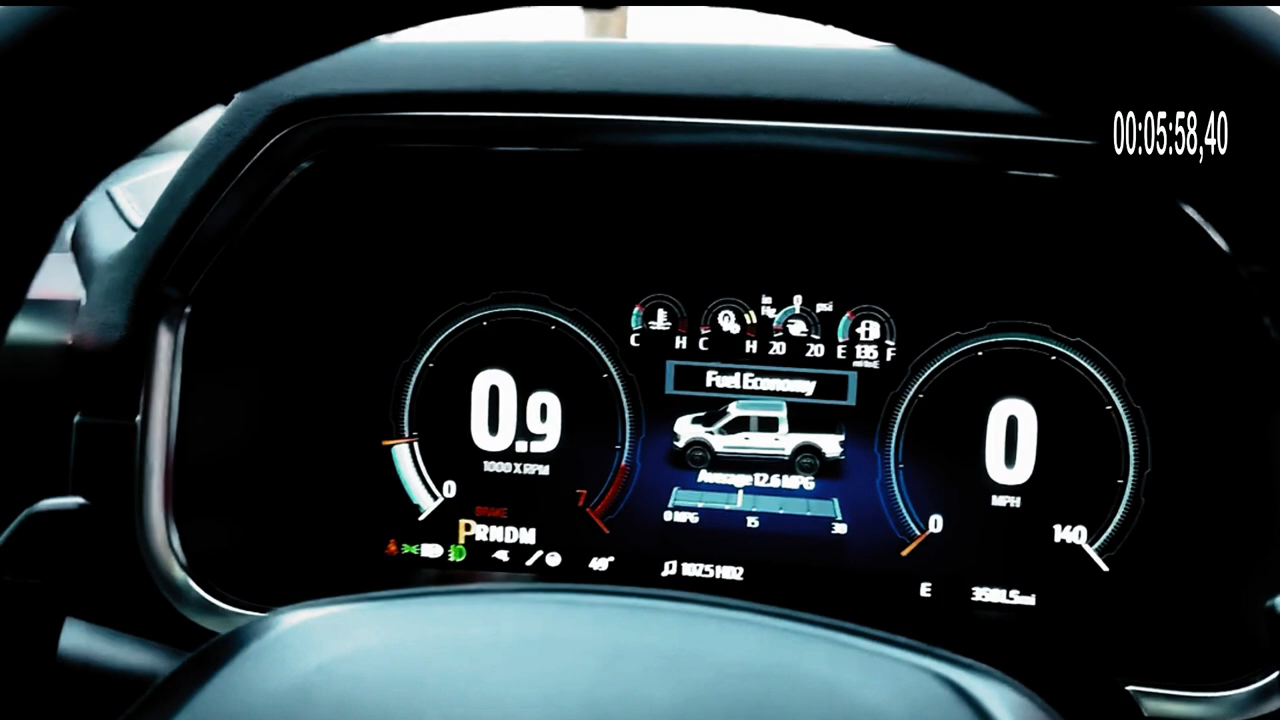 00:05:58,40
in Hg 0 psi
C H C H 20 20 E 136 F
Fuel Economy
0.9
1000 X RPM
0
MPH
Average 12.6 MPG
0 MPG 15 30
0 7
BRAKE
PRNDM
0 140
49°
107.5 HD2
E